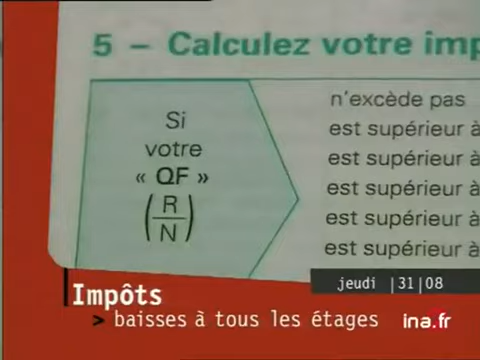 5 – Calculez votre imp
Si
votre
« QF »
(R/N)
n'excède pas
est supérieur à
est supérieur à
est supérieur à
est supérieur à
est supérieur à
jeudi |31|08
Impôts
> baisses à tous les étages
ina.fr